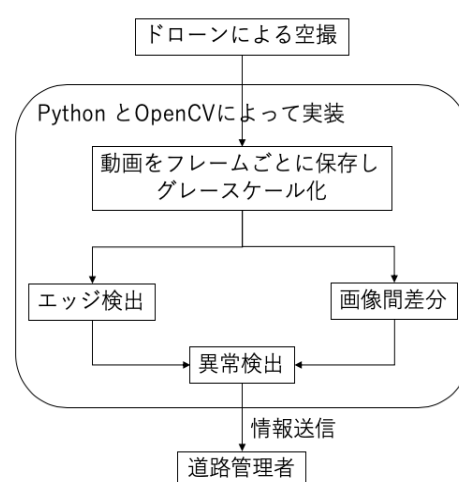 ドローンによる空撮
Python とOpenCVによって実装
動画をフレームごとに保存し
グレースケール化
エッジ検出
画像間差分
異常検出
情報送信
道路管理者